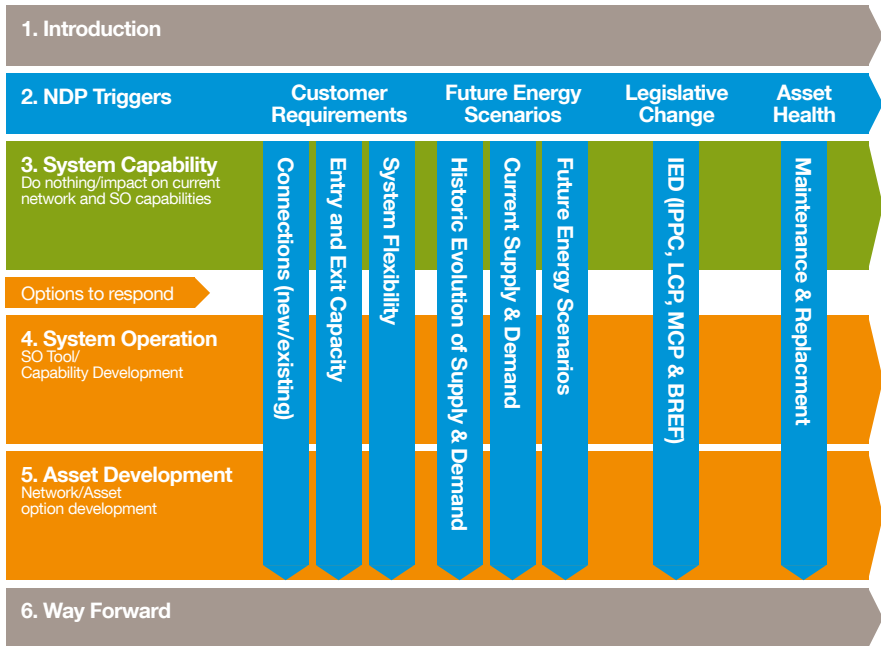 1. Introduction
2. NDP Triggers
Customer
Requirements
Future Energy
Scenarios
Legislative
Change
Asset
Health
3. System Capability
Do nothing/impact on current
network and SO capabilities
Connections (new/existing)
Entry and Exit Capacity
System Flexibility
Historic Evolution of Supply & Demand
Current Supply & Demand
Future Energy Scenarios
IED (IPPC, LCP, MCP & BREF)
Maintenance & Replacment
Options to respond
4. System Operation
SO Tool/
Capability Development
5. Asset Development
Network/Asset
option development
6. Way Forward